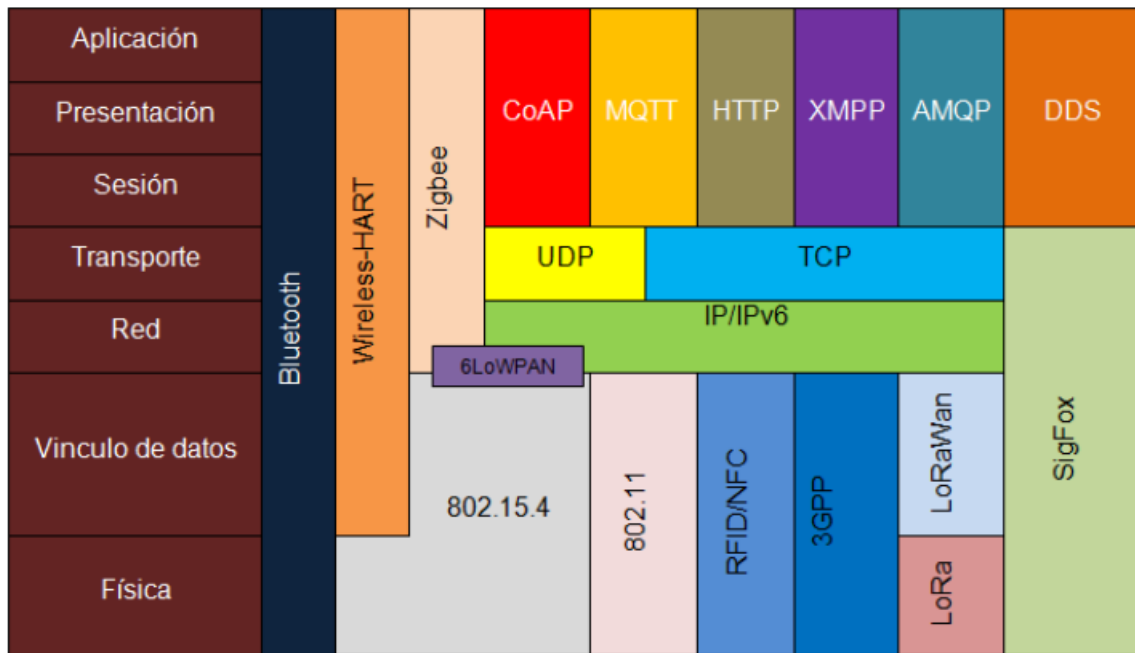 Aplicación
Presentación
Sesión
Transporte
Red
Vinculo de datos
Física
Bluetooth
Wireless-HART
Zigbee
CoAP
MQTT
HTTP
XMPP
AMQP
DDS
UDP
TCP
IP/IPv6
6LoWPAN
802.15.4
802.11
RFID/NFC
3GPP
LoRaWan
LoRa
SigFox